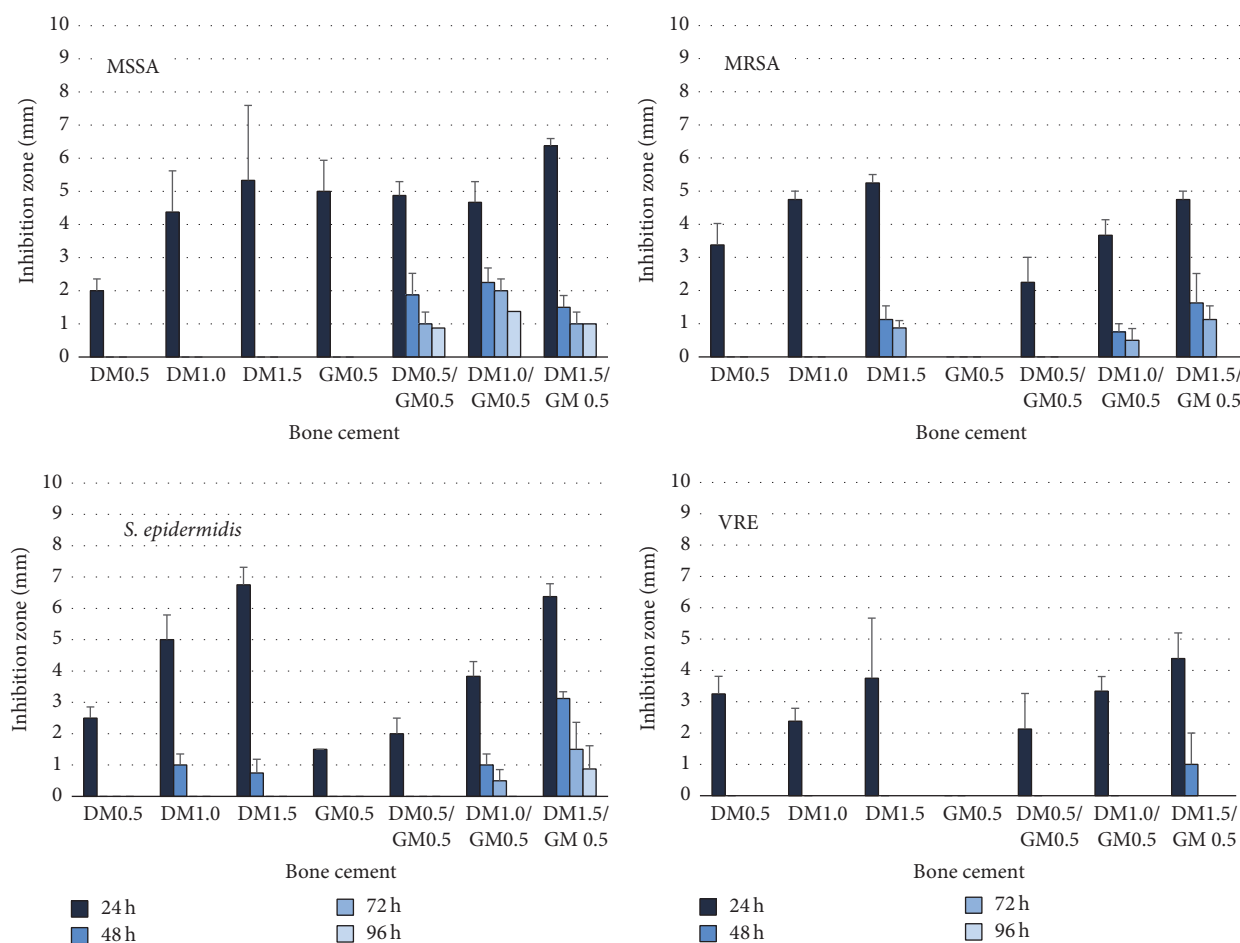 10
9
8
7
6
5
4
3
2
1
0
Inhibition zone (mm)
MSSA
DM0.5 DM1.0 DM1.5 GM0.5 DM0.5/ DM1.0/ DM1.5/
GM0.5 GM0.5 GM 0.5
Bone cement
10
9
8
7
6
5
4
3
2
1
0
Inhibition zone (mm)
MRSA
DM0.5 DM1.0 DM1.5 GM0.5 DM0.5/ DM1.0/ DM1.5/
GM0.5 GM0.5 GM 0.5
Bone cement
10
9
8
7
6
5
4
3
2
1
0
Inhibition zone (mm)
S. epidermidis
DM0.5 DM1.0 DM1.5 GM0.5 DM0.5/ DM1.0/ DM1.5/
GM0.5 GM0.5 GM 0.5
Bone cement
24 h
48 h
72 h
96 h
10
9
8
7
6
5
4
3
2
1
0
Inhibition zone (mm)
VRE
DM0.5 DM1.0 DM1.5 GM0.5 DM0.5/ DM1.0/ DM1.5/
GM0.5 GM0.5 GM 0.5
Bone cement
24 h
48 h
72 h
96 h